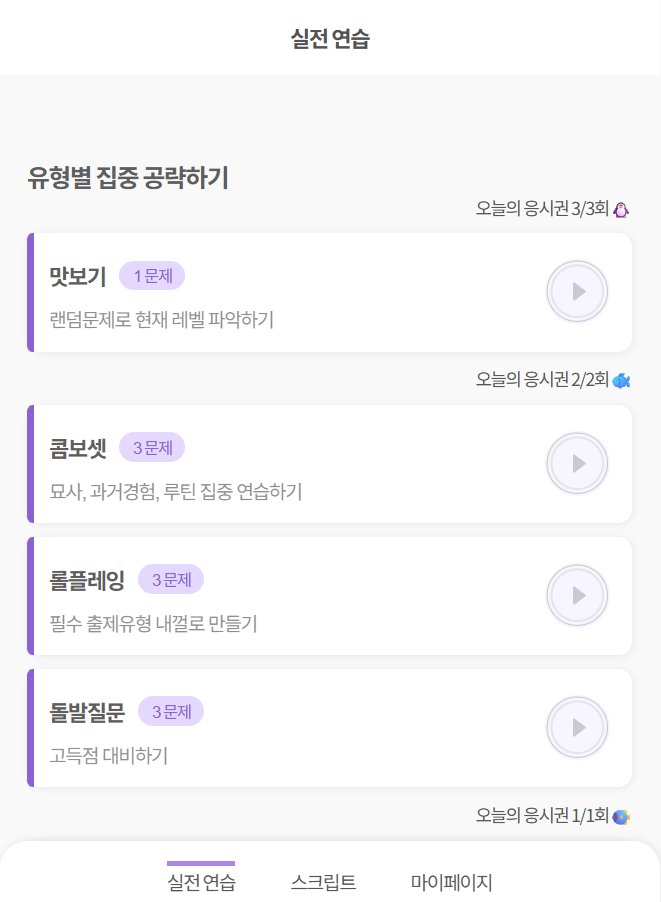 실전 연습
유형별 집중 공략하기
오늘의 응시권 3/3회
맛보기 1 문제
랜덤문제로 현재 레벨 파악하기
오늘의 응시권 2/2회
콤보셋 3 문제
묘사, 과거경험, 루틴 집중 연습하기
롤플레잉 3 문제
필수 출제유형 내껄로 만들기
돌발질문 3 문제
고득점 대비하기
오늘의 응시권 1/1회
실전 연습 스크립트 마이페이지